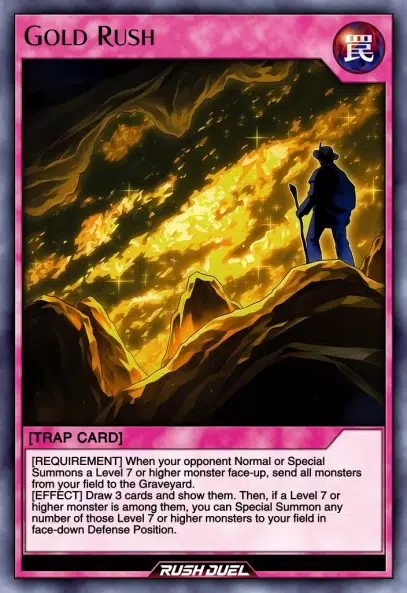 Gold Rush
罠
[TRAP CARD]
[REQUIREMENT] When your opponent Normal or Special
Summons a Level 7 or higher monster face-up, send all monsters
from your field to the Graveyard.
[EFFECT] Draw 3 cards and show them. Then, if a Level 7 or
higher monster is among them, you can Special Summon any
number of those Level 7 or higher monsters to your field in
face-down Defense Position.
RUSH DUEL